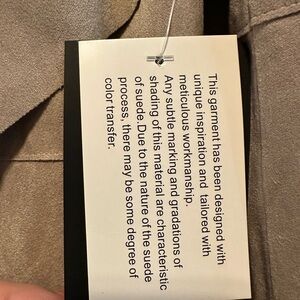 This garment has been designed with
unique inspiration and tailored with
meticulous workmanship.
Any subtle marking and gradations of
shading of this material are characteristic
of suede. Due to the nature of the suede
process, there may be some degree of
color transfer.